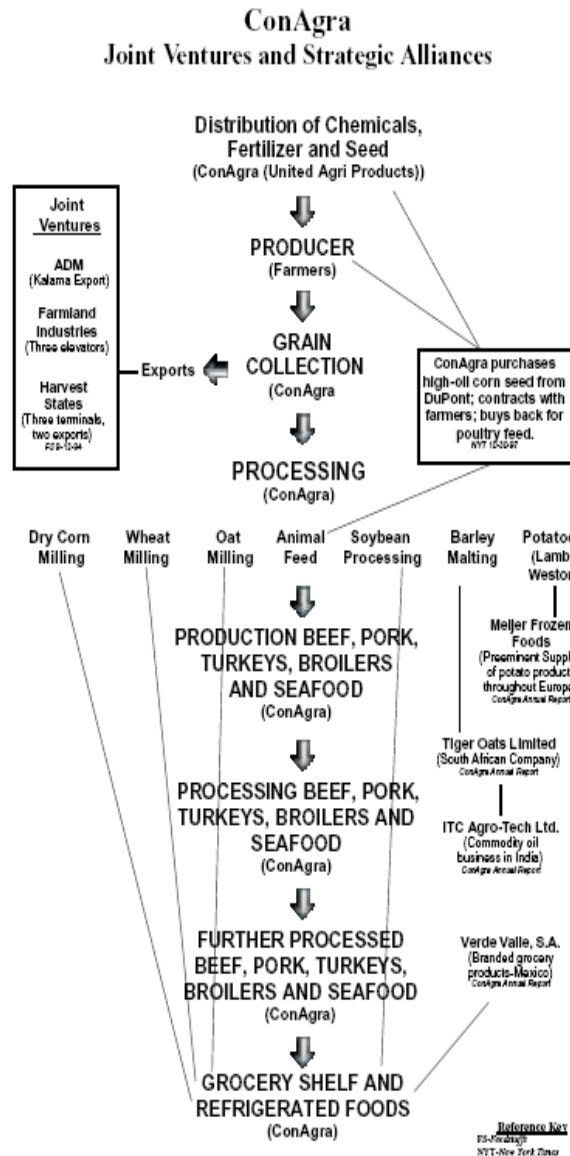 ConAgra
Joint Ventures and Strategic Alliances
Distribution of Chemicals,
Fertilizer and Seed
(ConAgra (United Agri Products))
Joint
Ventures
ADM
(Kalama Export)
Farmland
Industries
(Three elevators)
Harvest
States
(Three terminals,
two exports)
PRODUCER
(Farmers)
GRAIN
COLLECTION
(ConAgra
Exports
ConAgra purchases
high-oil corn seed from
DuPont; contracts with
farmers; buys back for
poultry feed.
PROCESSING
(ConAgra)
Dry Corn
Milling
Wheat
Milling
Oat
Milling
Animal
Feed
Soybean
Processing
Barley
Malting
Potatoe
(Lamb
Weston
PRODUCTION BEEF, PORK,
TURKEYS, BROILERS
AND SEAFOOD
(ConAgra)
Meijer Frozen
Foods
(Preeminent Suppli
of potato product
throughout Europe
ConAgra Annual Report
Tiger Oats Limited
(South African Company)
ConAgra Annual Report
PROCESSING BEEF, PORK,
TURKEYS, BROILERS AND
SEAFOOD
(ConAgra)
ITC Agro-Tech Ltd.
(Commodity oil
business in India)
ConAgra Annual Report
FURTHER PROCESSED
BEEF, PORK, TURKEYS,
BROILERS AND SEAFOOD
(ConAgra)
Verde Valle, S.A.
(Branded grocery
products-Mexico)
ConAgra Annual Report
GROCERY SHELF AND
REFRIGERATED FOODS
(ConAgra)
Reference Key
FS-Feedstuffs
NYT-New York Times